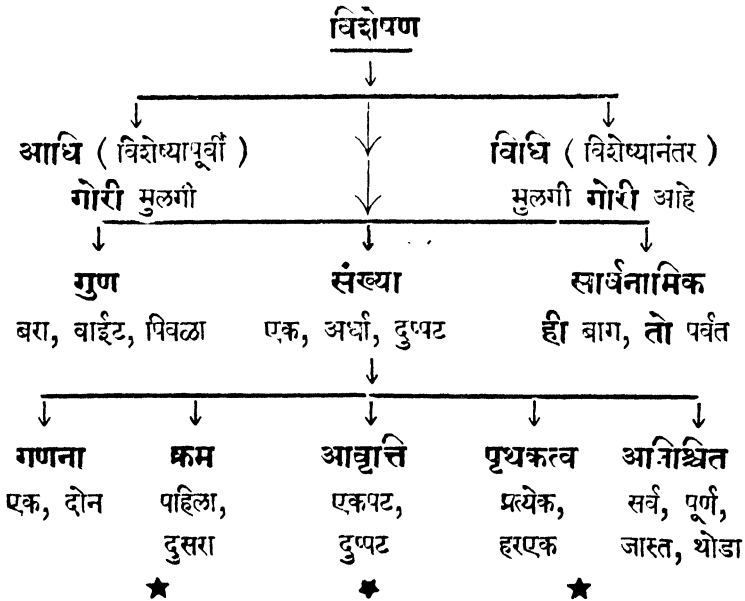 विशेषण
आधि ( विशेष्यापूर्वी ) विधि ( विशेष्यानंतर )
गोरी मुलगी मुलगी गोरी आहे
गुण संख्या सार्वनामिक
बरा, वाईट, पिवळा एक, अर्धा, दुप्पट ही बाग, तो पर्वत
गणना क्रम आवृत्ति पृथकत्व अनिश्चित
एक, दोन पहिला, एकपट, प्रत्येक, सर्व, पूर्ण,
दुसरा दुप्पट हरएक जास्त, थोडा